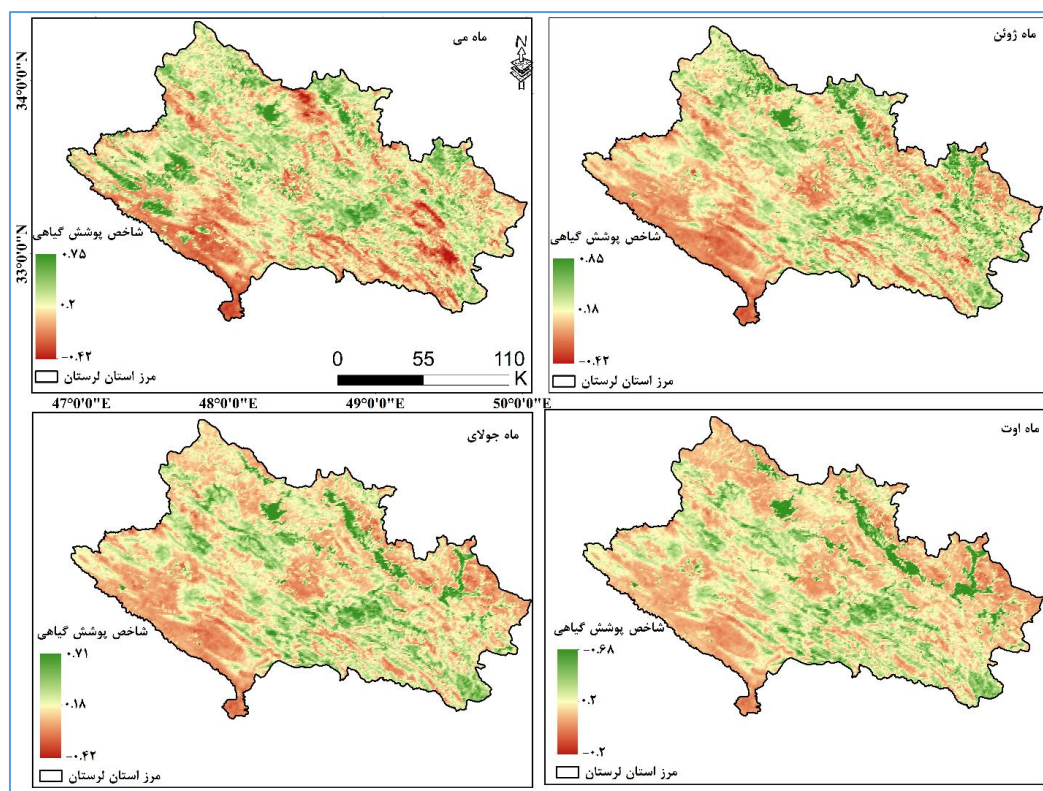 ماه می
N
34°0'0"N
33°0'0"N
شاخص پوشش گیاهی
۰.۷۵
۰.۲
-۰.۴۲
مرز استان لرستان
0 55 110
K
47°0'0"E 48°0'0"E 49°0'0"E 50°0'0"E
ماه ژوئن
شاخص پوشش گیاهی
۰.۸۵
۰.۱۸
-۰.۴۲
مرز استان لرستان
ماه جولای
شاخص پوشش گیاهی
۰.۷۱
۰.۱۸
-۰.۴۲
مرز استان لرستان
ماه اوت
شاخص پوشش گیاهی
-۰.۶۸
۰.۲
-۰.۲
مرز استان لرستان